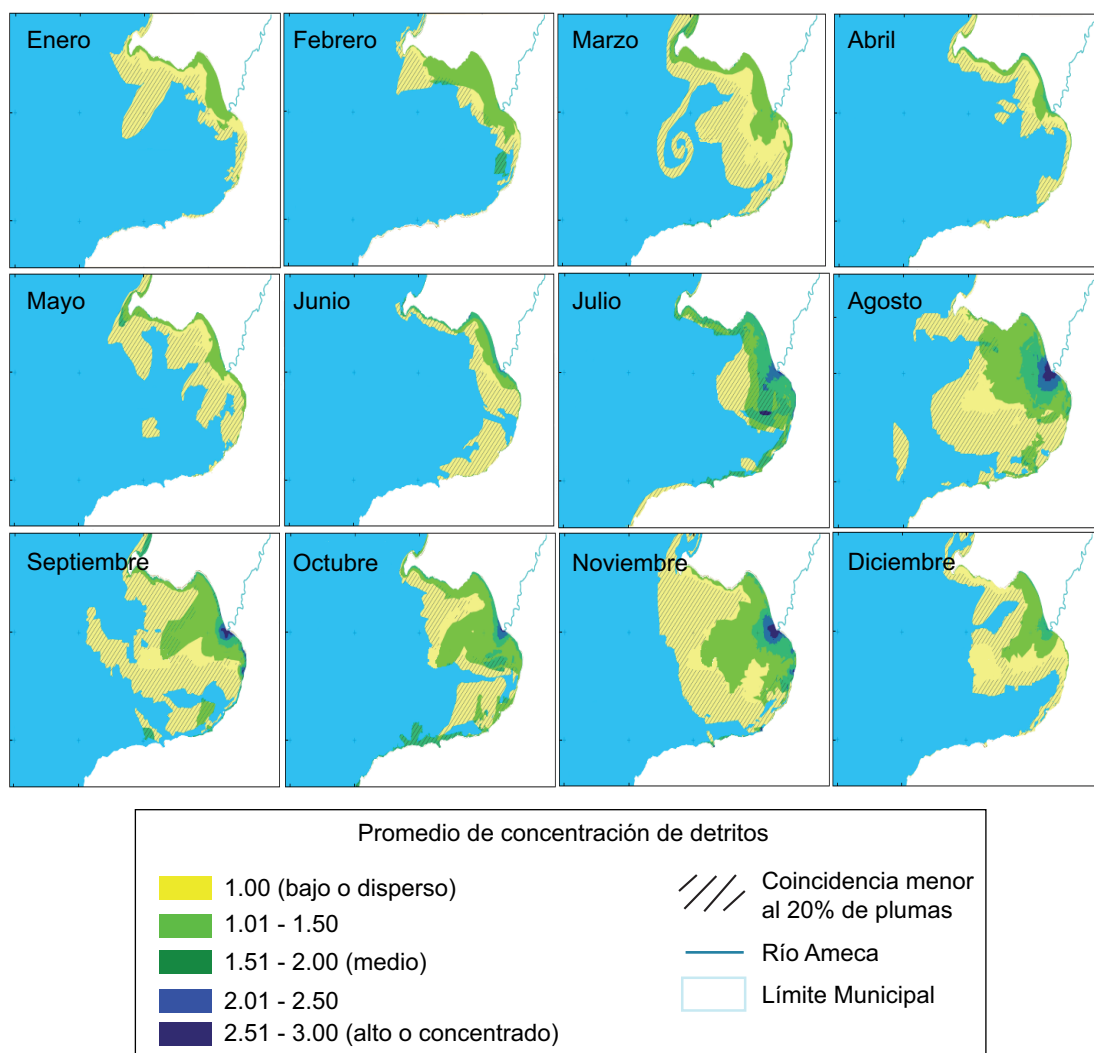 Enero
Febrero
Marzo
Abril
Mayo
Junio
Julio
Agosto
Septiembre
Octubre
Noviembre
Diciembre
Promedio de concentración de detritos
1.00 (bajo o disperso)
1.01 - 1.50
1.51 - 2.00 (medio)
2.01 - 2.50
2.51 - 3.00 (alto o concentrado)
Coincidencia menor
al 20% de plumas
Río Ameca
Límite Municipal